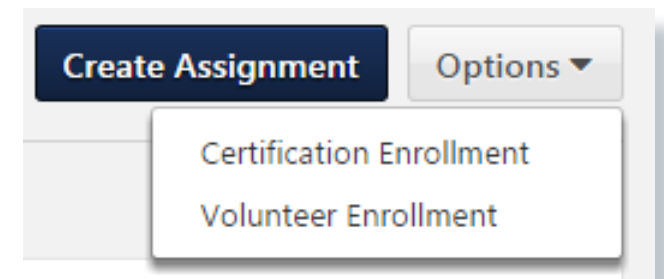 Create Assignment Options
Certification Enrollment
Volunteer Enrollment